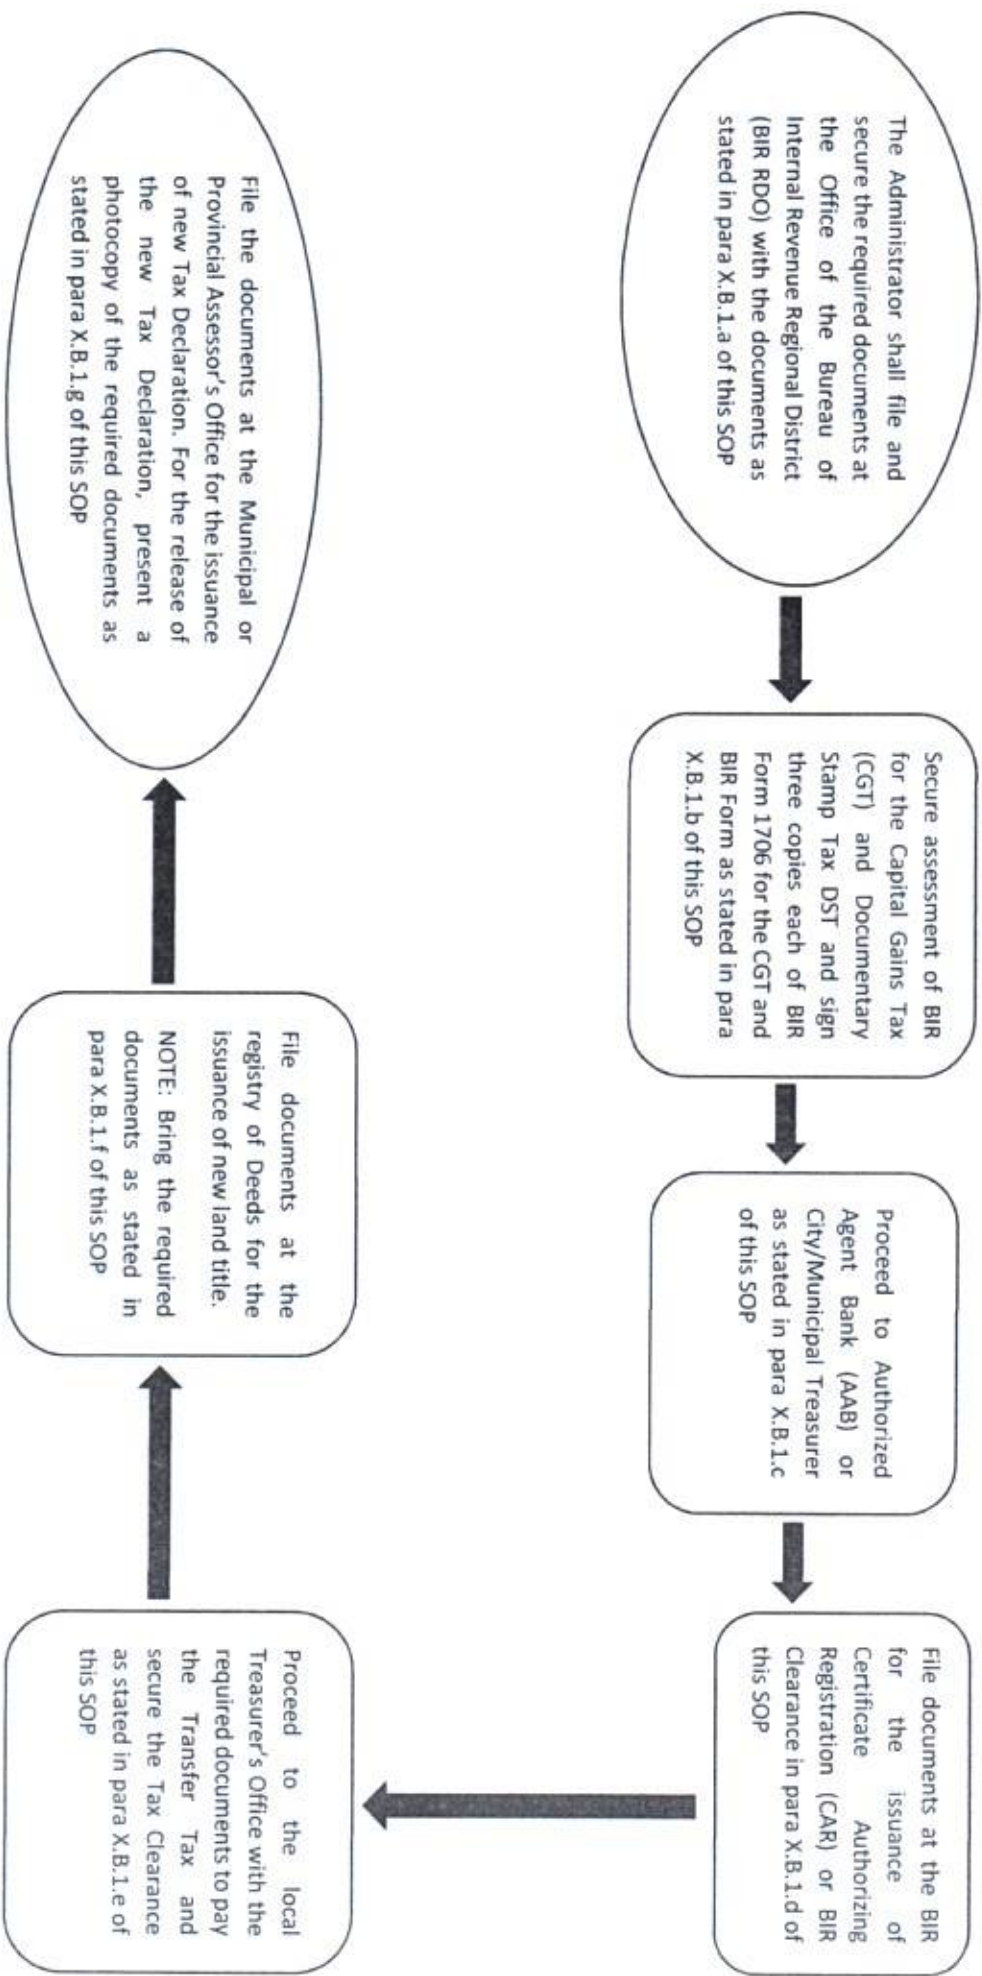 The Administrator shall file and
secure the required documents at
the Office of the Bureau of
Internal Revenue Regional District
(BIR RDO) with the documents as
stated in para X.B.1.a of this SOP
Secure assessment of BIR
for the Capital Gains Tax
(CGT) and Documentary
Stamp Tax DST and sign
three copies each of BIR
Form 1706 for the CGT and
BIR Form as stated in para
X.B.1.b of this SOP
Proceed to Authorized
Agent Bank (AAB) or
City/Municipal Treasurer
as stated in para X.B.1.c
of this SOP
File documents at the BIR
for the issuance of
Certificate Authorizing
Registration (CAR) or BIR
Clearance in para X.B.1.d of
this SOP
Proceed to the local
Treasurer's Office with the
required documents to pay
the Transfer Tax and
secure the Tax Clearance
as stated in para X.B.1.e of
this SOP
File documents at the
registry of Deeds for the
issuance of new land title.
NOTE: Bring the required
documents as stated in
para X.B.1.f of this SOP
File the documents at the Municipal or
Provincial Assessor's Office for the issuance
of new Tax Declaration. For the release of
the new Tax Declaration, present a
photocopy of the required documents as
stated in para X.B.1.g of this SOP